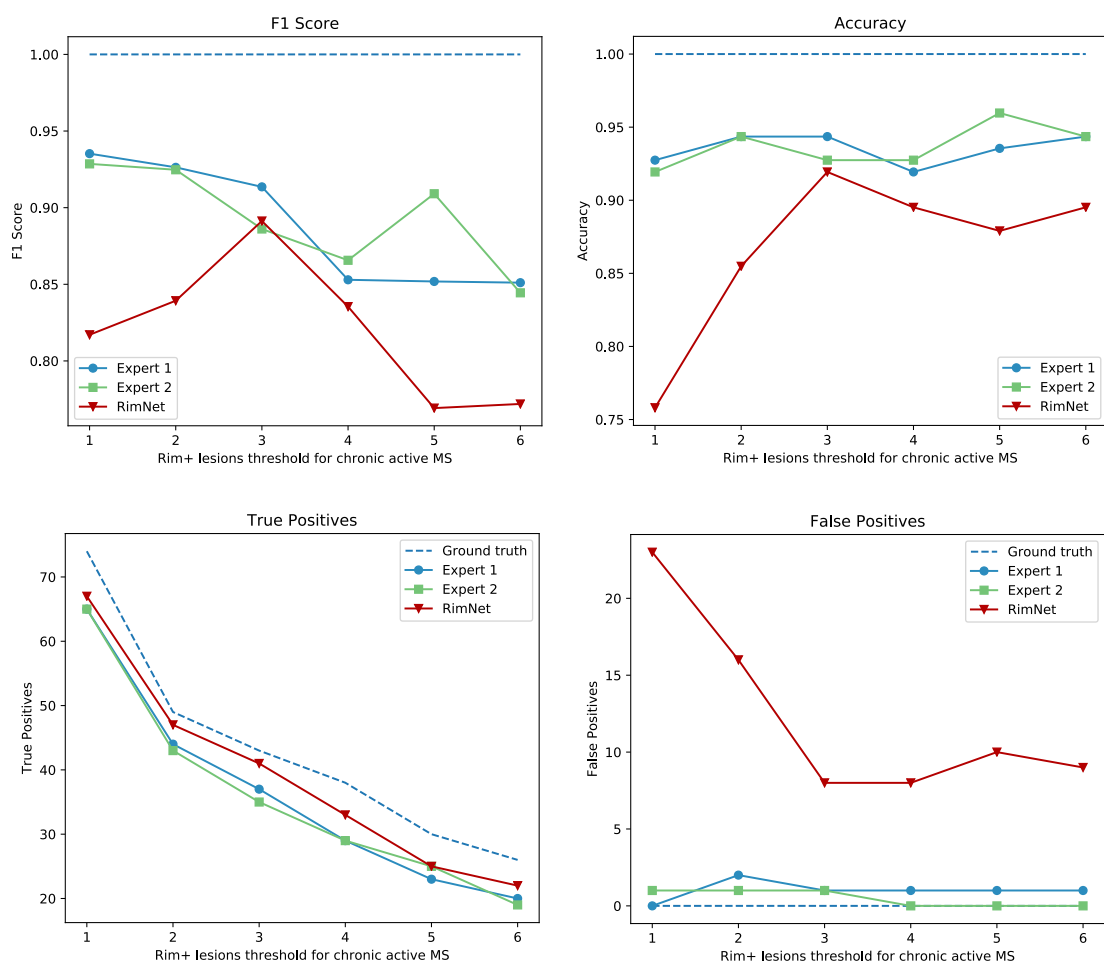 F1 Score
1.00
0.95
0.90
0.85
0.80
F1 Score
Expert 1
Expert 2
RimNet
1 2 3 4 5 6
Rim+ lesions threshold for chronic active MS
Accuracy
1.00
0.95
0.90
0.85
0.80
0.75
Accuracy
Expert 1
Expert 2
RimNet
1 2 3 4 5 6
Rim+ lesions threshold for chronic active MS
True Positives
70
60
50
40
30
20
True Positives
Ground truth
Expert 1
Expert 2
RimNet
1 2 3 4 5 6
Rim+ lesions threshold for chronic active MS
False Positives
20
15
10
5
0
False Positives
Ground truth
Expert 1
Expert 2
RimNet
1 2 3 4 5 6
Rim+ lesions threshold for chronic active MS